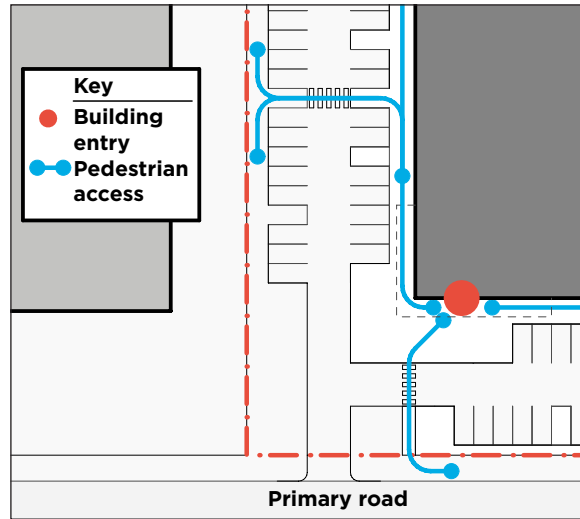 Key
Building
entry
Pedestrian
access
Primary road